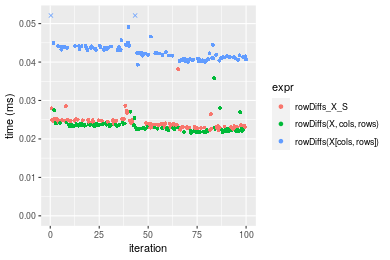 0.05
0.04
0.03
0.02
0.01
0.00
time (ms)
0
25
50
75
100
iteration
expr
rowDiffs_X_S
rowDiffs(X, cols, rows)
rowDiffs(X[cols, rows])